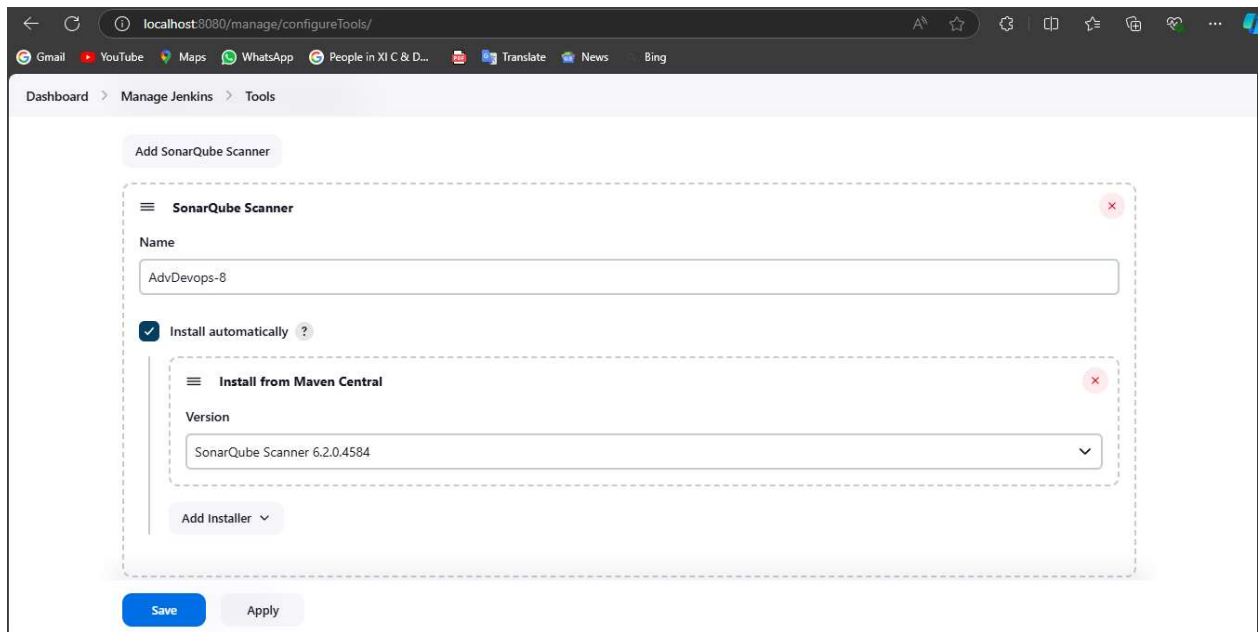 localhost:8080/manage/configureTools/
Gmail YouTube Maps WhatsApp People in XI C & D... Translate News Bing
Dashboard > Manage Jenkins > Tools
Add SonarQube Scanner
SonarQube Scanner
Name
AdvDevops-8
Install automatically ?
Install from Maven Central
Version
SonarQube Scanner 6.2.0.4584
Add Installer
Save Apply